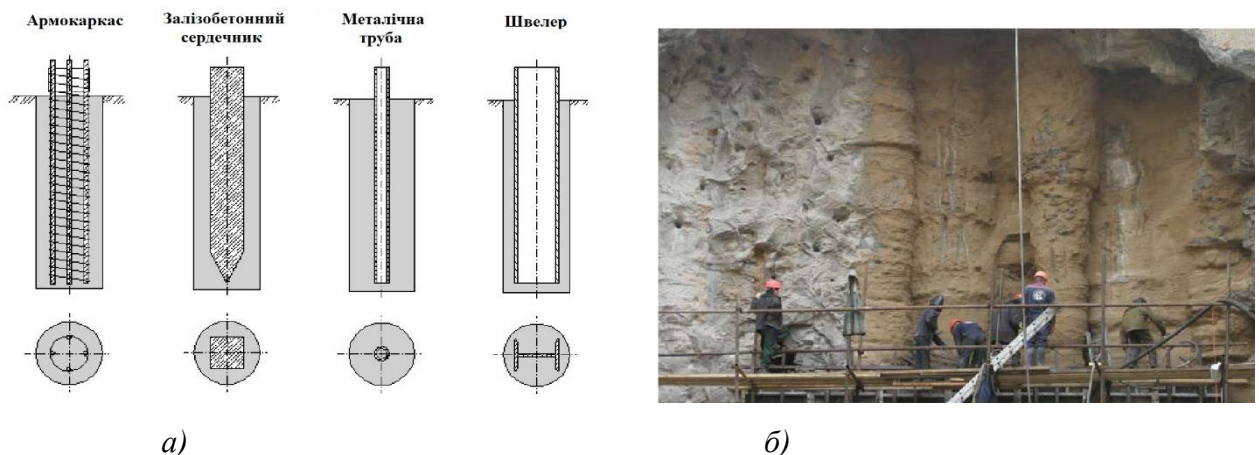 Армокаркас
Залізобетонний
сердечник
Металічна
труба
Швелер
а)
б)